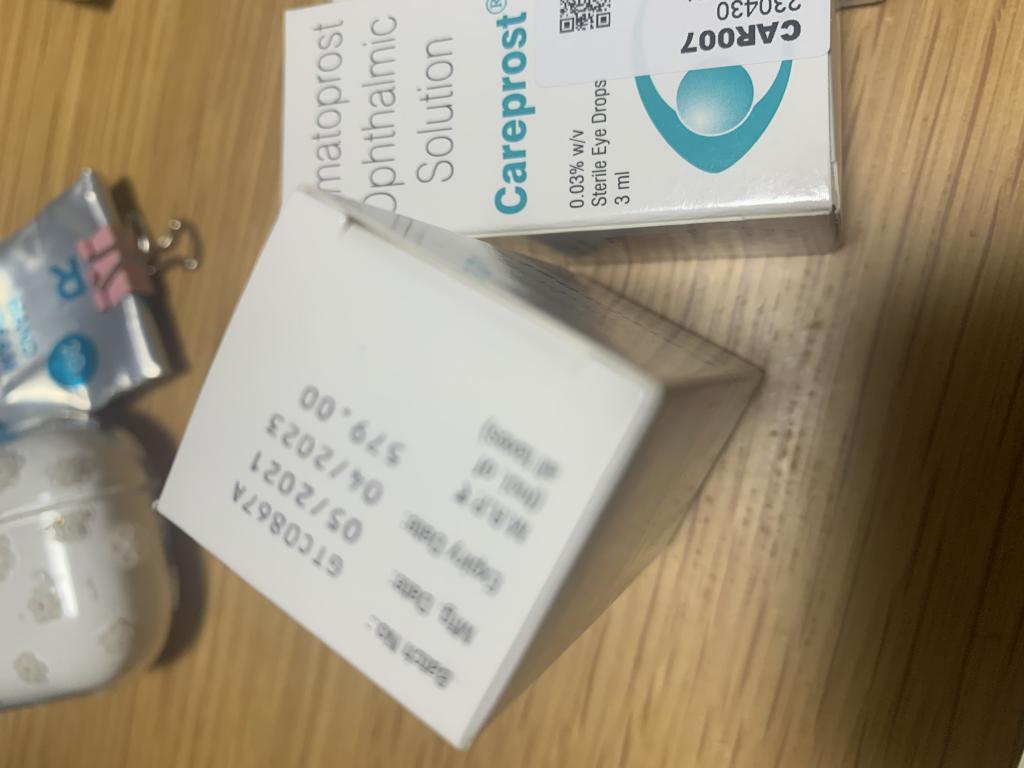 matoprost
Ophthalmic
Solution
Careprost®
0.03% w/v
Sterile Eye Drops
3 ml
CAR007
230430
Batch No.: GTC0867A
Mfg. Date: 05/2021
Expiry Date: 04/2023
M.R.P. ₹ 579.00
(Incl. of
all taxes)
R